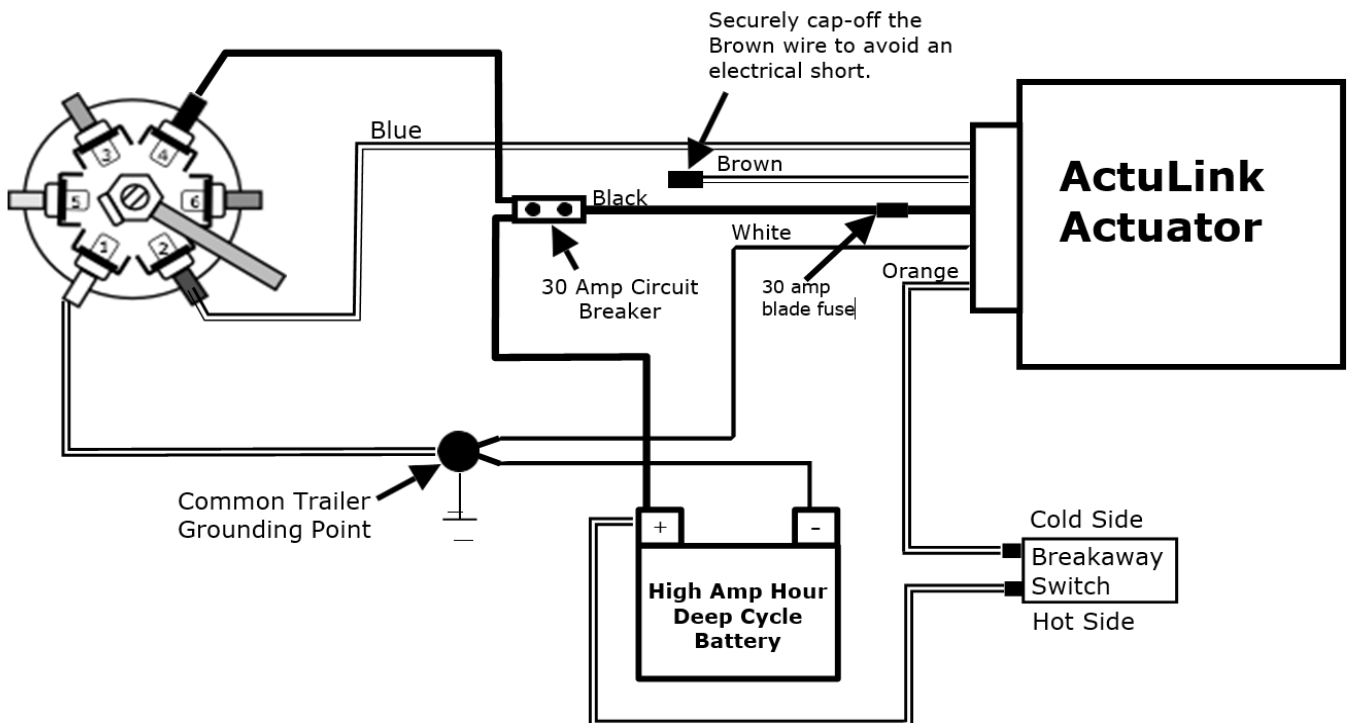 Securely cap-off the
Brown wire to avoid an
electrical short.
Blue
Brown
Black
White
Orange
ActuLink
Actuator
3
4
5
6
1
2
30 Amp Circuit
Breaker
30 amp
blade fuse
Common Trailer
Grounding Point
+
-
High Amp Hour
Deep Cycle
Battery
Cold Side
Breakaway
Switch
Hot Side